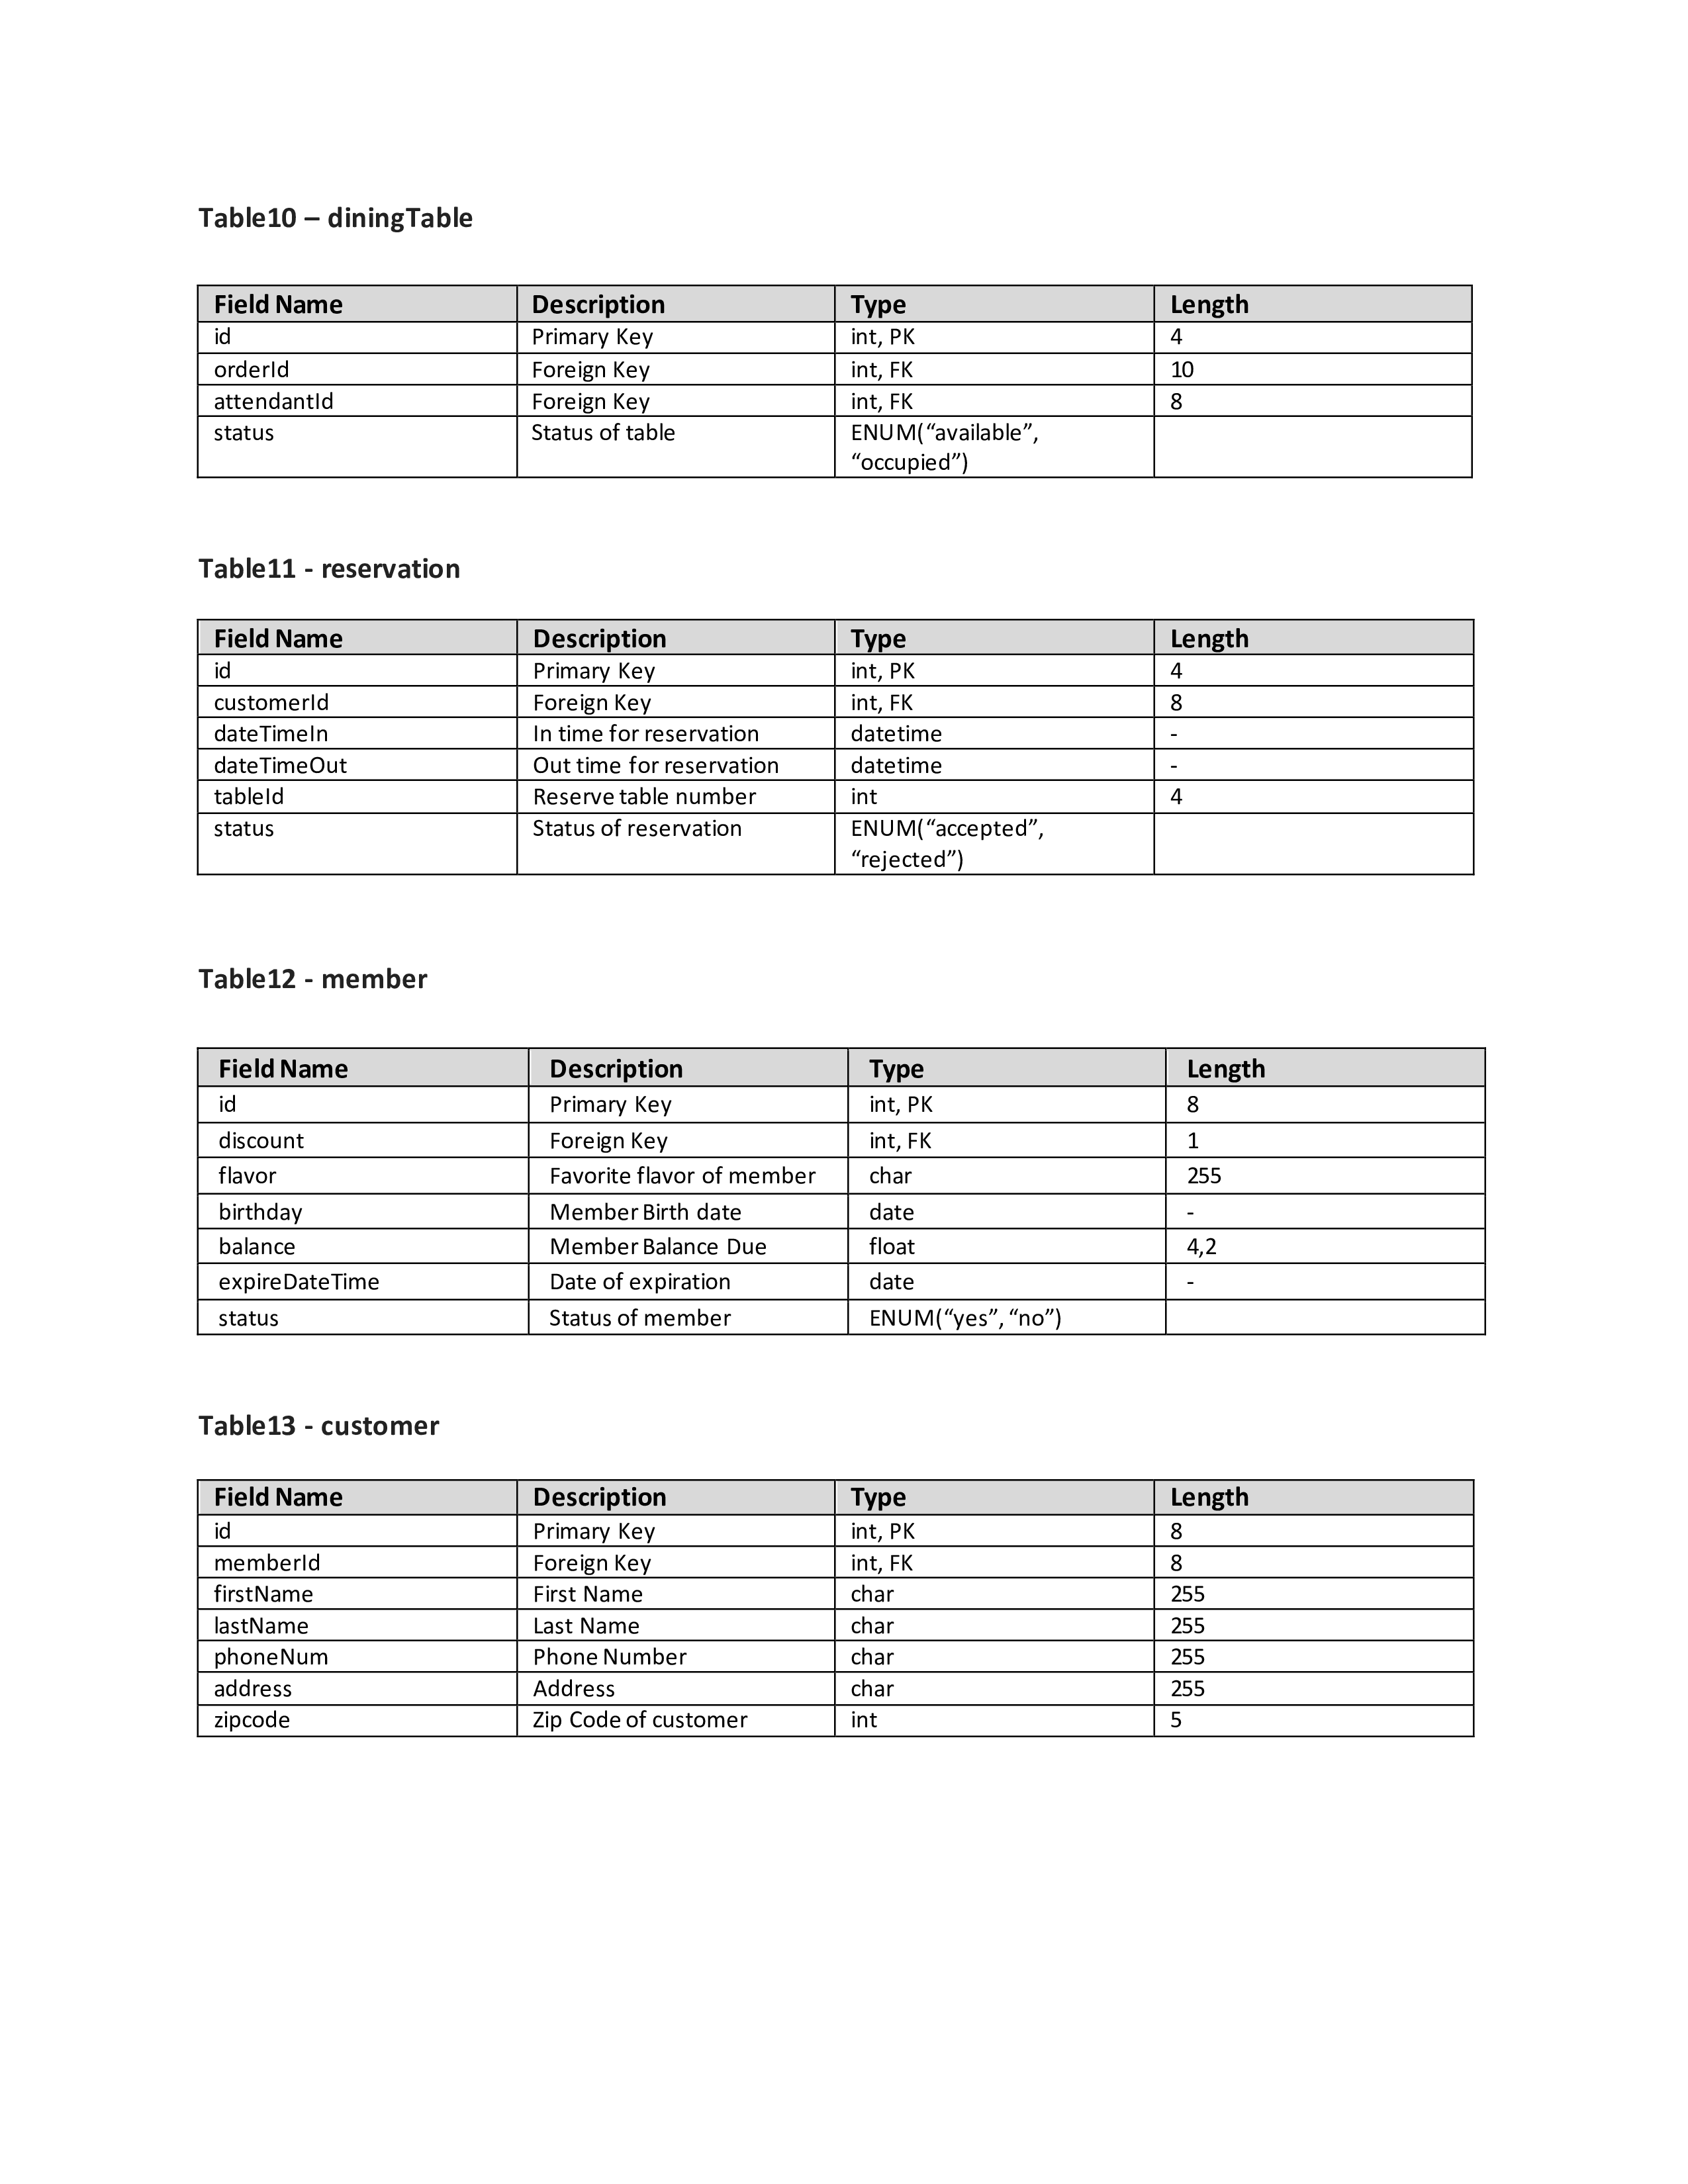 Table10 – diningTable
Field Name Description Type Length
id Primary Key int, PK 4
orderId Foreign Key int, FK 10
attendantId Foreign Key int, FK 8
status Status of table ENUM(“available”,
“occupied”)
Table11 - reservation
Field Name Description Type Length
id Primary Key int, PK 4
customerId Foreign Key int, FK 8
dateTimeIn In time for reservation datetime -
dateTimeOut Out time for reservation datetime -
tableId Reserve table number int 4
status Status of reservation ENUM(“accepted”,
“rejected”)
Table12 - member
Field Name Description Type Length
id Primary Key int, PK 8
discount Foreign Key int, FK 1
flavor Favorite flavor of member char 255
birthday Member Birth date date -
balance Member Balance Due float 4,2
expireDateTime Date of expiration date -
status Status of member ENUM(“yes”, “no”)
Table13 - customer
Field Name Description Type Length
id Primary Key int, PK 8
memberId Foreign Key int, FK 8
firstName First Name char 255
lastName Last Name char 255
phoneNum Phone Number char 255
address Address char 255
zipcode Zip Code of customer int 5